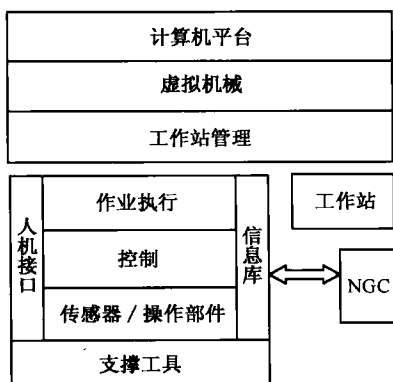 计算机平台
虚拟机械
工作站管理
人机接口
作业执行
控制
传感器/操作部件
信息库
支撑工具
工作站
NGC